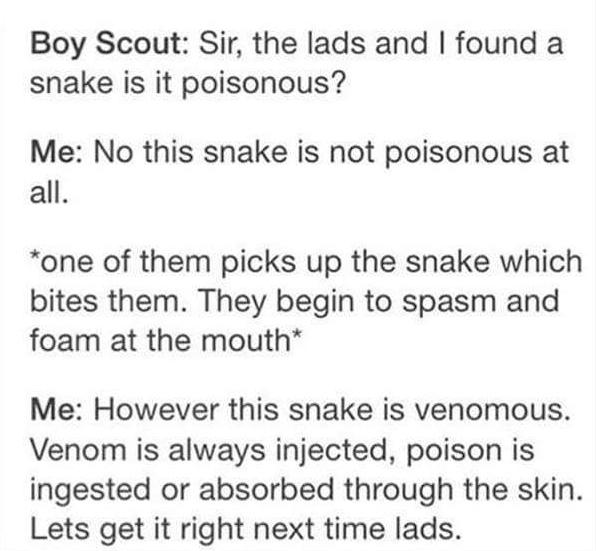 Boy Scout: Sir, the lads and I found a
snake is it poisonous?
Me: No this snake is not poisonous at
all.
*one of them picks up the snake which
bites them. They begin to spasm and
foam at the mouth*
Me: However this snake is venomous.
Venom is always injected, poison is
ingested or absorbed through the skin.
Lets get it right next time lads.